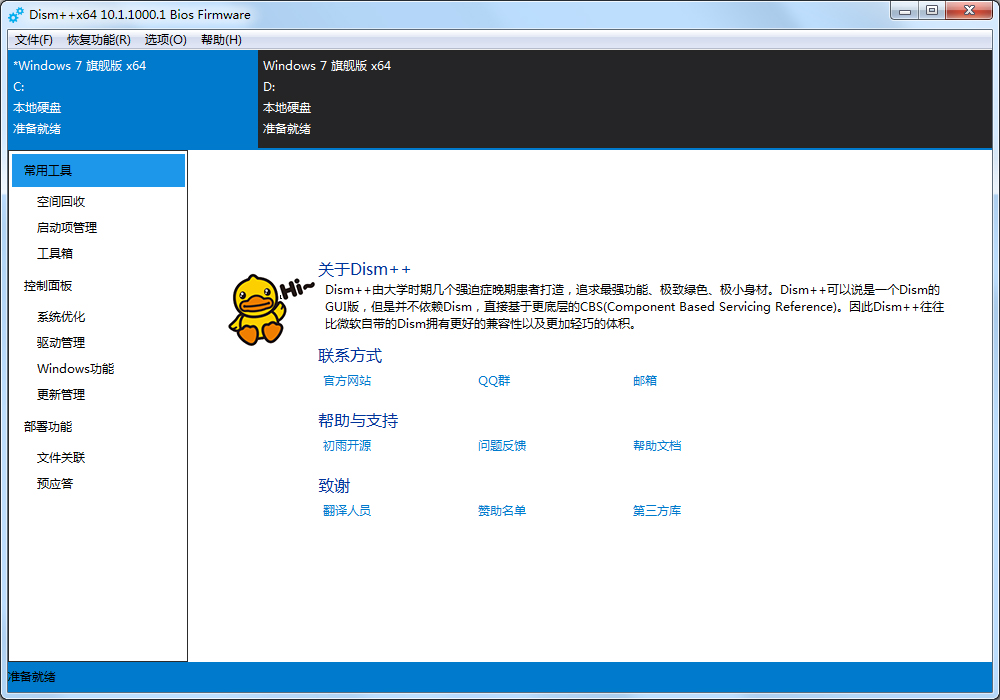 Dism++x64 10.1.1000.1 Bios Firmware
文件(F) 恢复功能(R) 选项(O) 帮助(H)
*Windows 7 旗舰版 x64
C:
本地硬盘
准备就绪
Windows 7 旗舰版 x64
D:
本地硬盘
准备就绪
常用工具
空间回收
启动项管理
工具箱
控制面板
系统优化
驱动管理
Windows功能
更新管理
部署功能
文件关联
预应答
Hi~
关于Dism++
Dism++由大学时期几个强迫症晚期患者打造，追求最强功能、极致绿色、极小身材。Dism++可以说是一个Dism的
GUI版，但是并不依赖Dism，直接基于更底层的CBS(Component Based Servicing Reference)。因此Dism++往往
比微软自带的Dism拥有更好的兼容性以及更加轻巧的体积。
联系方式
官方网站 QQ群 邮箱
帮助与支持
初雨开源 问题反馈 帮助文档
致谢
翻译人员 赞助名单 第三方库
准备就绪